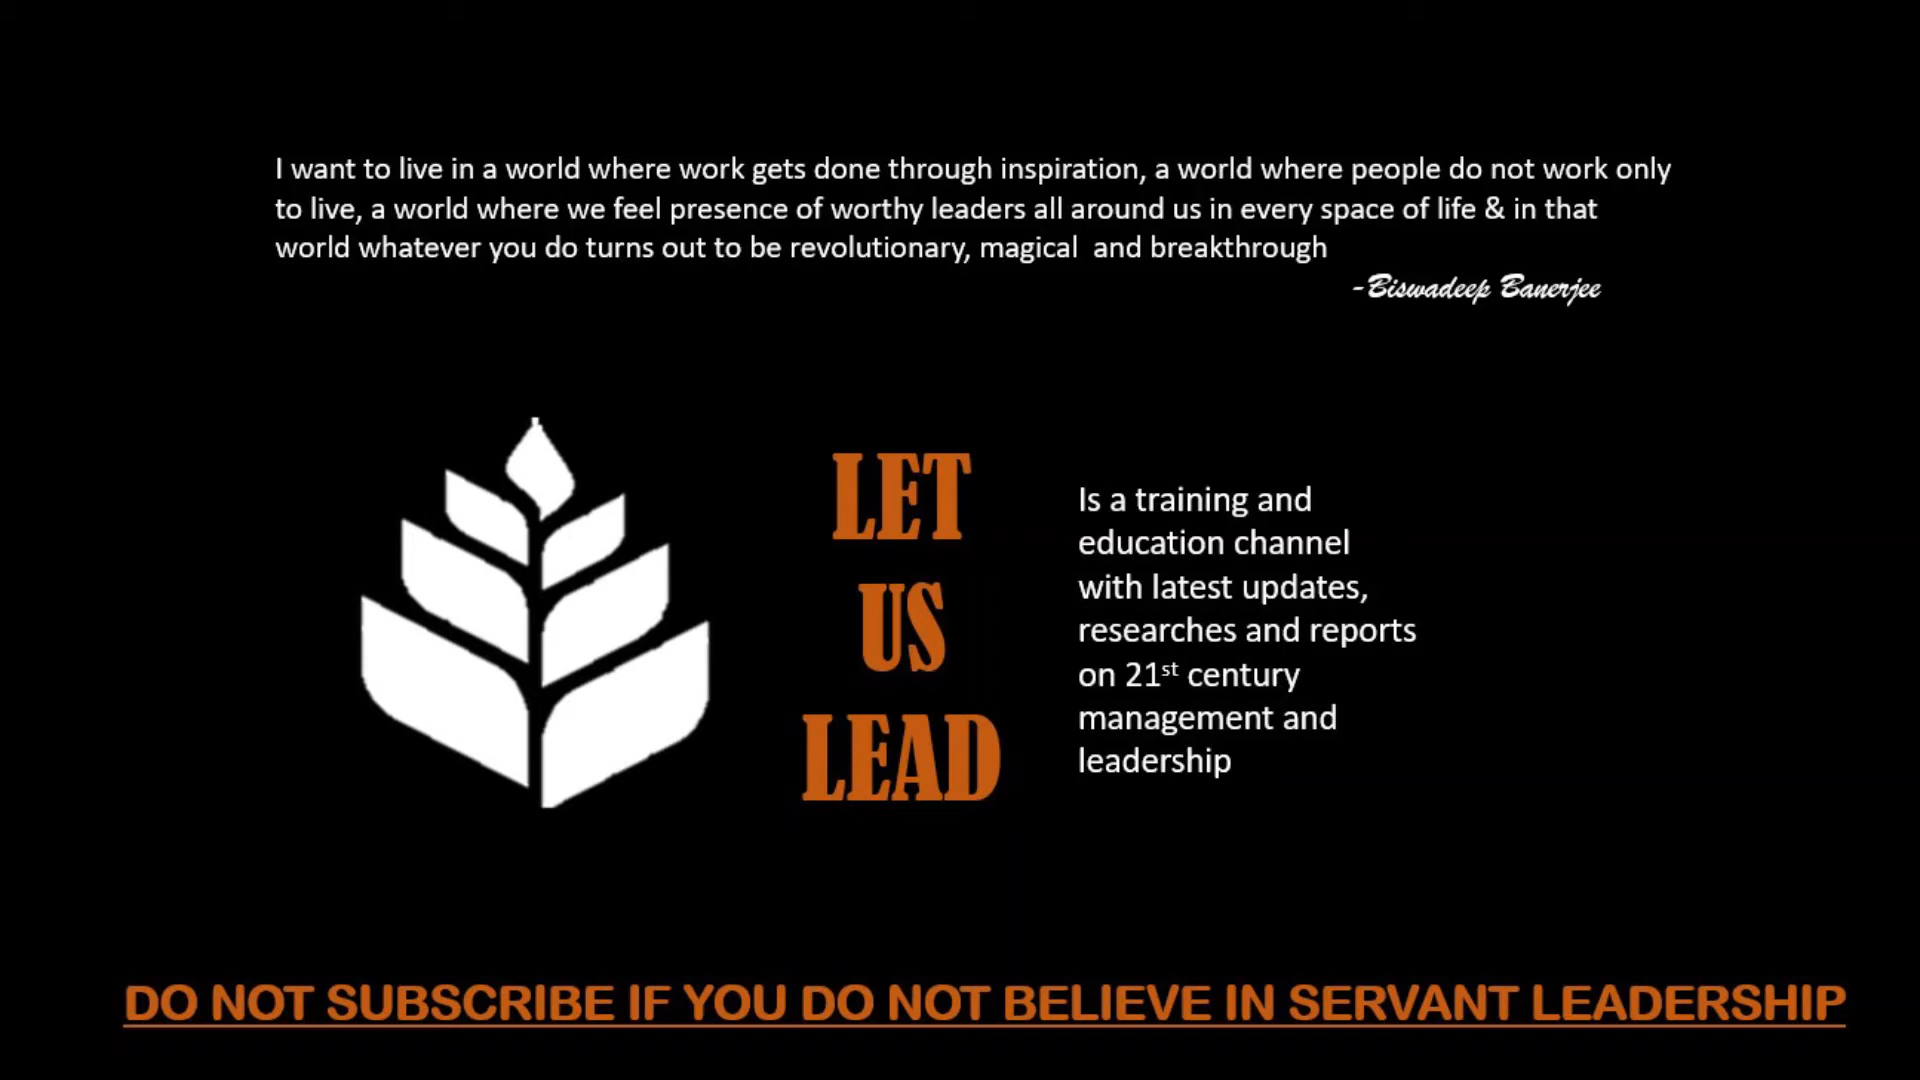 I want to live in a world where work gets done through inspiration, a world where people do not work only
to live, a world where we feel presence of worthy leaders all around us in every space of life & in that
world whatever you do turns out to be revolutionary, magical  and breakthrough
-Biswadeep Banerjee
LET
US
LEAD
Is a training and
education channel
with latest updates,
researches and reports
on 21st century
management and
leadership
DO NOT SUBSCRIBE IF YOU DO NOT BELIEVE IN SERVANT LEADERSHIP